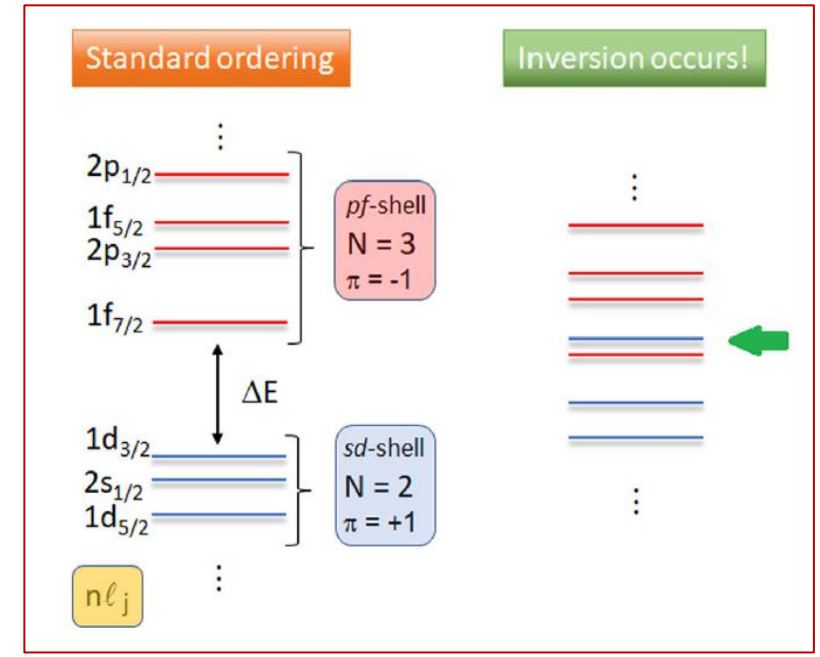 Standard ordering
Inversion occurs!
⋮
2p1/2
1f5/2
2p3/2
1f7/2
pf-shell
N = 3
π = -1
ΔE
1d3/2
2s1/2
1d5/2
sd-shell
N = 2
π = +1
nℓj
⋮
⋮
⋮